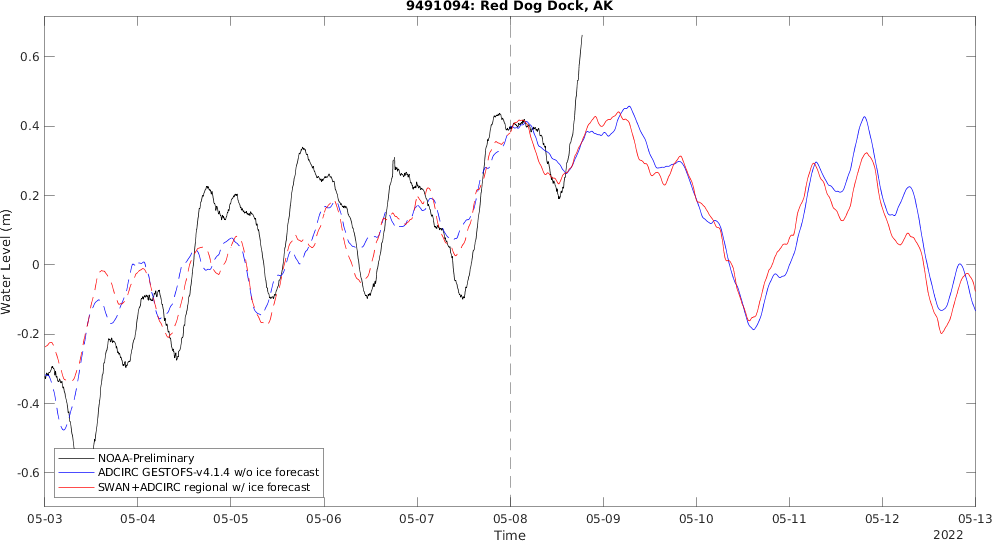 9491094: Red Dog Dock, AK
Water Level (m)
0.6
0.4
0.2
0
-0.2
-0.4
-0.6
NOAA-Preliminary
ADCIRC GESTOFS-v4.1.4 w/o ice forecast
SWAN+ADCIRC regional w/ ice forecast
05-03 05-04 05-05 05-06 05-07 05-08 05-09 05-10 05-11 05-12 05-13
Time
2022